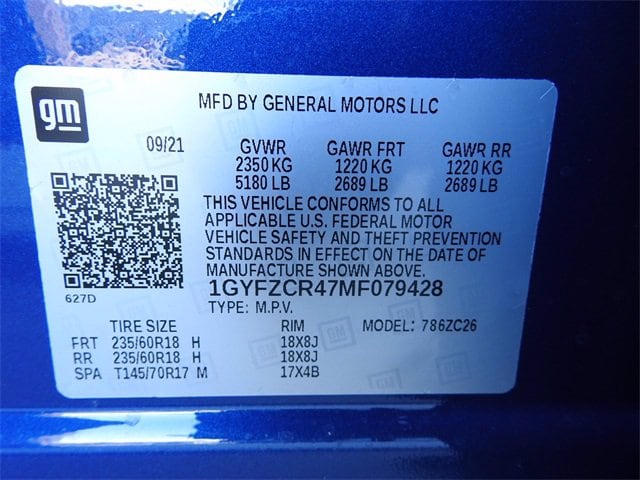 gm
MFD BY GENERAL MOTORS LLC
09/21 GVWR GAWR FRT GAWR RR
2350 KG 1220 KG 1220 KG
5180 LB 2689 LB 2689 LB
THIS VEHICLE CONFORMS TO ALL
APPLICABLE U.S. FEDERAL MOTOR
VEHICLE SAFETY AND THEFT PREVENTION
STANDARDS IN EFFECT ON THE DATE OF
MANUFACTURE SHOWN ABOVE.
627D 1GYFZCR47MF079428
TYPE: M.P.V.
TIRE SIZE RIM MODEL: 786ZC26
FRT 235/60R18 H 18X8J
RR 235/60R18 H 18X8J
SPA T145/70R17 M 17X4B